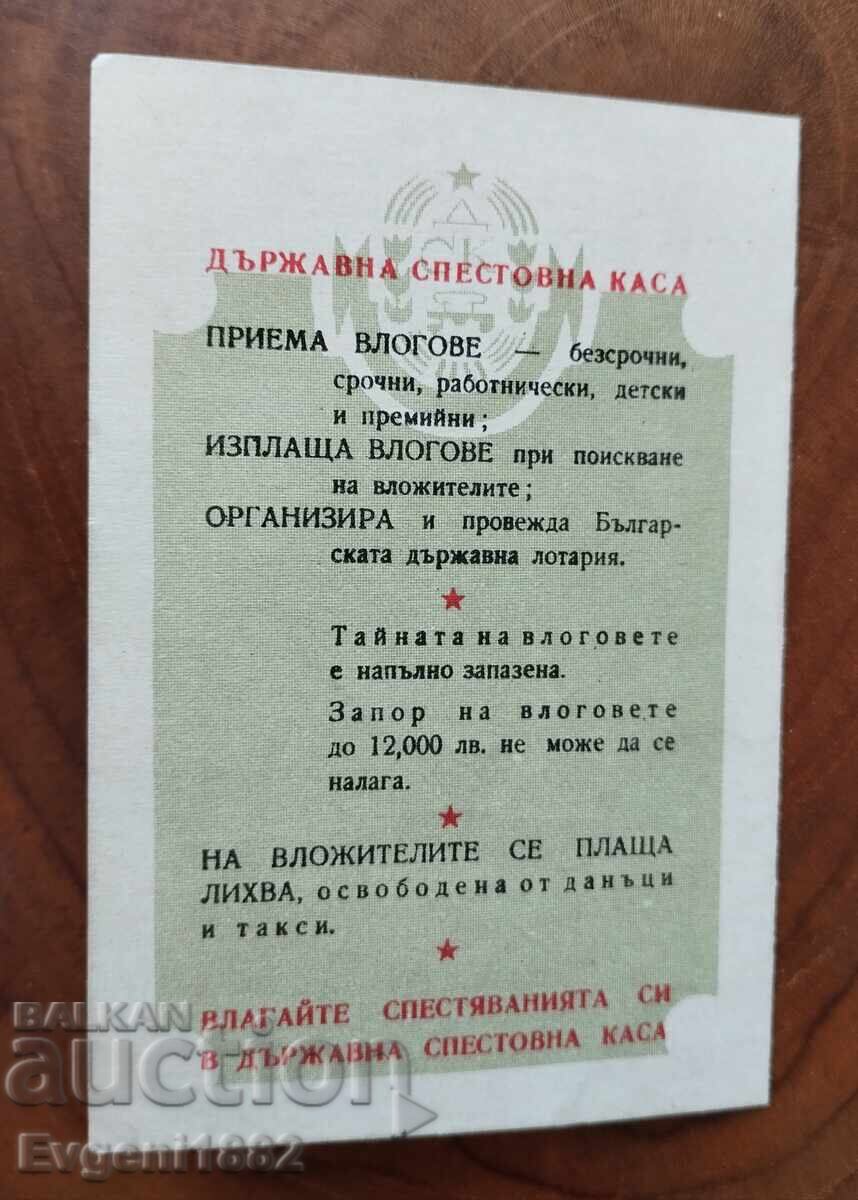 ДСК
ДЪРЖАВНА СПЕСТОВНА КАСА
ПРИЕМА ВЛОГОВЕ — безсрочни,
срочни, работнически, детски
и премийни;
ИЗПЛАЩА ВЛОГОВЕ при поискване
на вложителите;
ОРГАНИЗИРА и провежда Българ-
ската държавна лотария.
Тайната на влоговете
е напълно запазена.
Запор на влоговете
до 12,000 лв. не може да се
налага.
НА ВЛОЖИТЕЛИТЕ СЕ ПЛАЩА
ЛИХВА, освободена от данъци
и такси.
ВЛАГАЙТЕ СПЕСТЯВАНИЯТА СИ
В ДЪРЖАВНА СПЕСТОВНА КАСА
BALKAN
auction
Evgeni1882